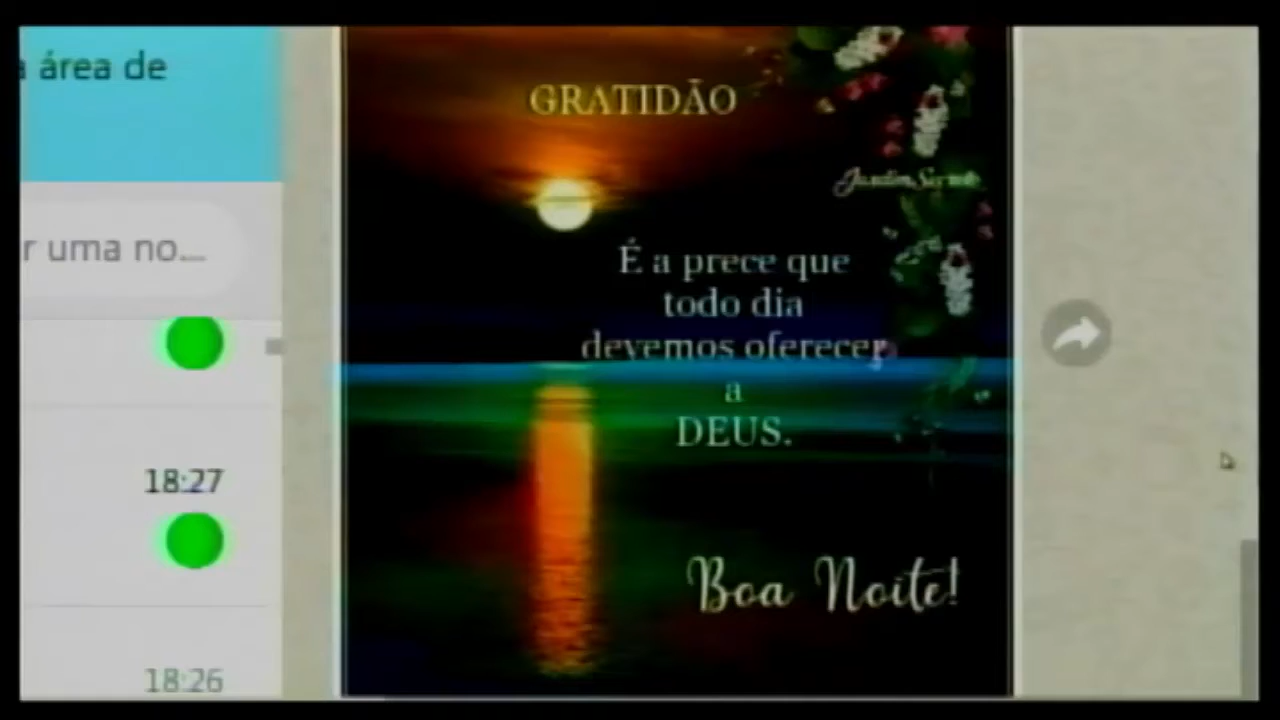 a área de
r uma no...
18:27
18:26
GRATIDÃO
É a prece que
todo dia
devemos oferecer
a
DEUS.
Boa Noite!